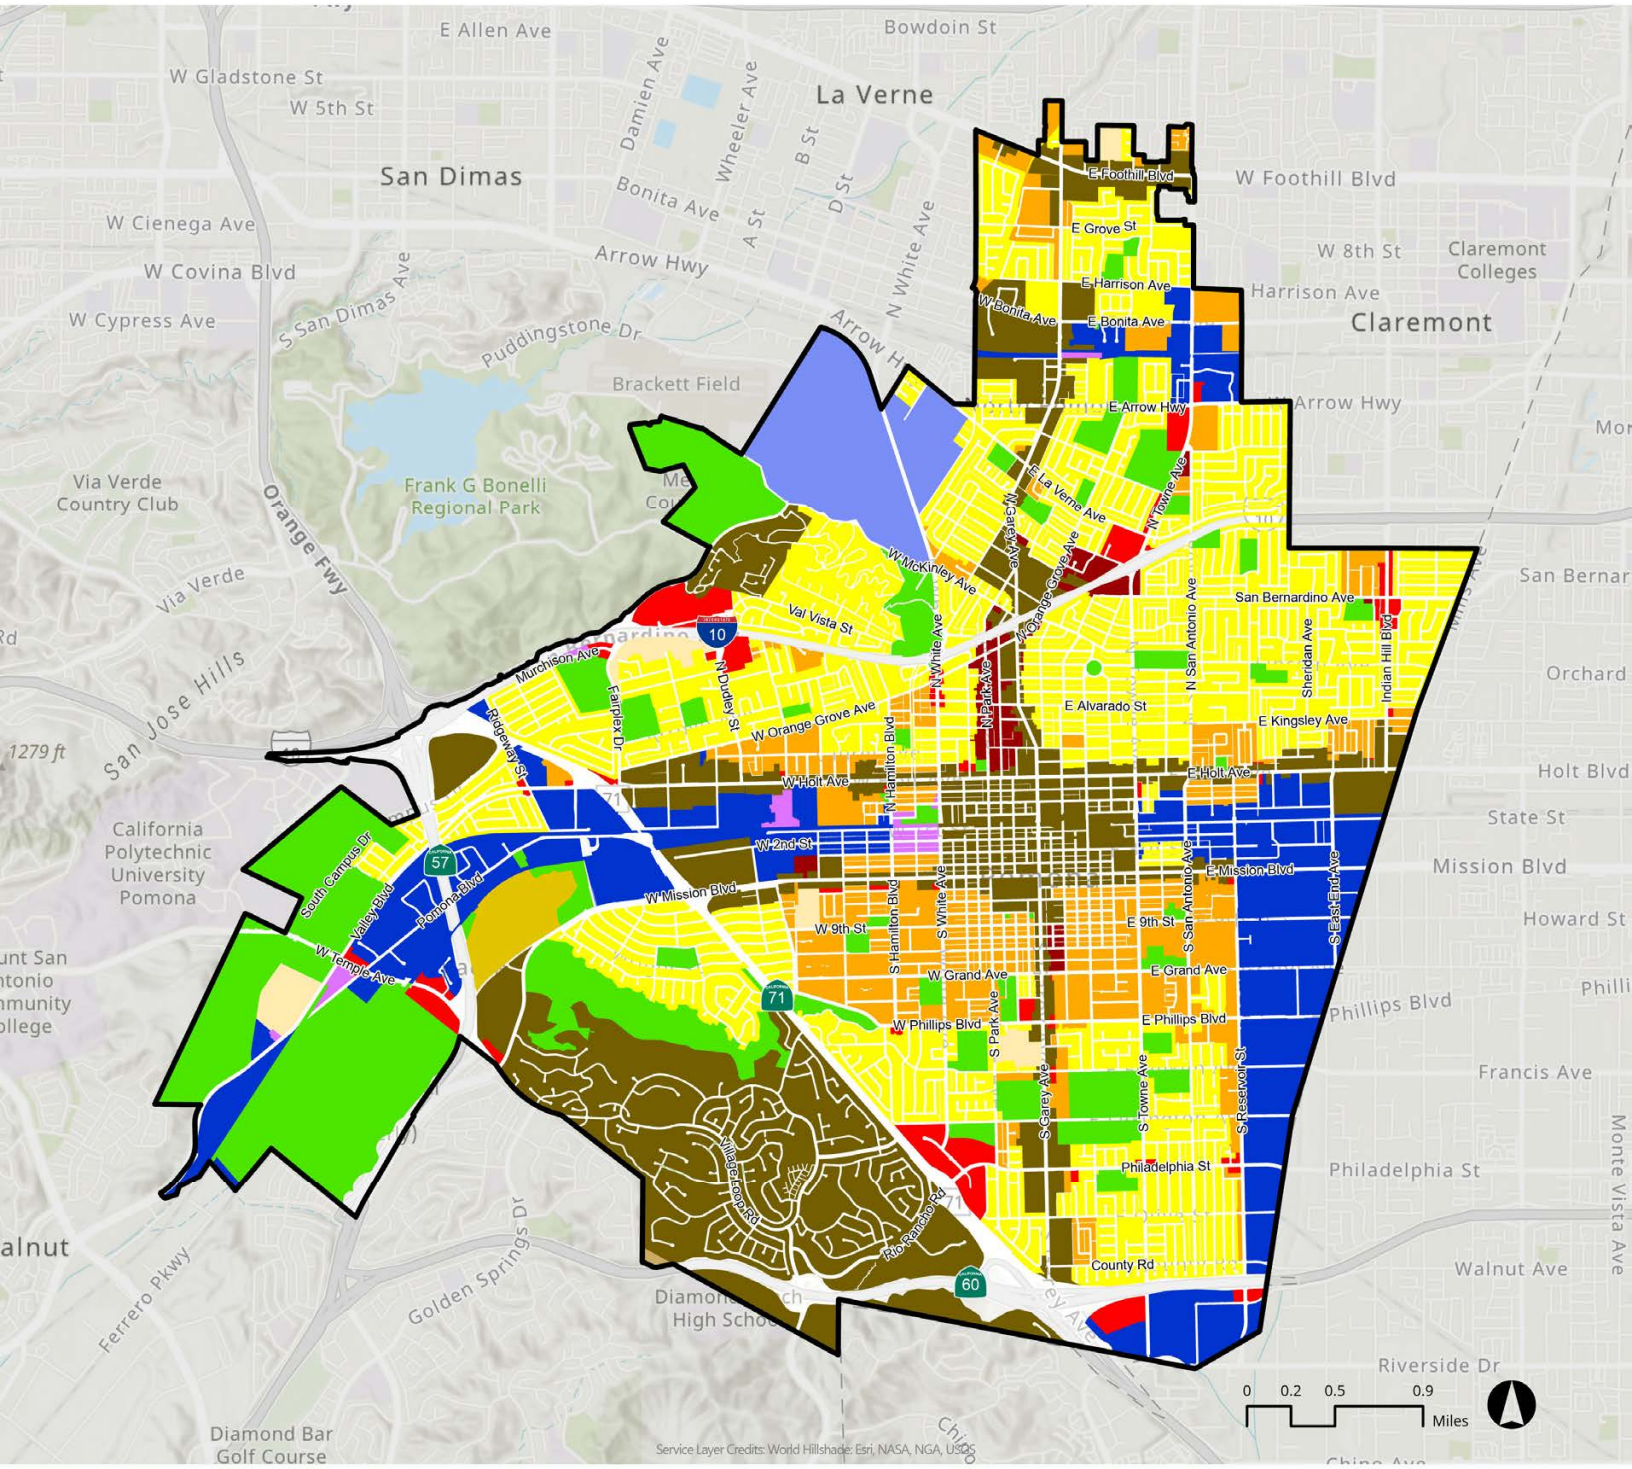 E Allen Ave
Bowdoin St
W Gladstone St
W 5th St
Damien Ave
Wheeler Ave
La Verne
B St
San Dimas
Bonita Ave
D St
E Foothill Blvd
W Foothill Blvd
W Cienega Ave
A St
N White Ave
E Grove St
W 8th St
Claremont
Colleges
Arrow Hwy
W Covina Blvd
S San Dimas Ave
E Harrison Ave
Harrison Ave
W Cypress Ave
Puddingstone Dr
W Bonita Ave
E Bonita Ave
Claremont
Arrow H
Brackett Field
E Arrow Hwy
Arrow Hwy
Via Verde
Country Club
Frank G Bonelli
Regional Park
Orange Fwy
E La Verne Ave
N Towne Ave
N Garey Ave
10
Via Verde
W McKinley Ave
W Orange Grove Ave
San Bernardino Ave
San Bernar
Val Vista St
N White Ave
N San Antonio Ave
Sheridan Ave
Indian Hill Blvd
INTERSTATE
10
Murchison Ave
San Jose Hills
N Dudley St
Fairplex Dr
N Park Ave
Orchard
E Alvarado St
W Orange Grove Ave
E Kingsley Ave
1279 ft
Ridgeway St
N Hamilton Blvd
W Holt Ave
E Holt Ave
Holt Blvd
71
State St
California
Polytechnic
University
Pomona
W 2nd St
57
South Campus Dr
Valley Blvd
Pomona Blvd
W Mission Blvd
E Mission Blvd
Mission Blvd
S Hamilton Blvd
S White Ave
S San Antonio Ave
S East End Ave
W 9th St
E 9th St
Howard St
W Temple Ave
W Grand Ave
E Grand Ave
CALIFORNIA
71
Phillips Blvd
W Phillips Blvd
S Park Ave
E Phillips Blvd
Francis Ave
S Garey Ave
S Towne Ave
S Reservoir St
Village Loop Rd
Philadelphia St
Philadelphia St
Monte Vista Ave
71
Rio Rancho Rd
Golden Springs Dr
alnut
County Rd
Walnut Ave
CALIFORNIA
60
Ferrero Pkwy
High Schoo
Riverside Dr
0 0.2 0.5 0.9
Miles
Diamond Bar
Golf Course
Chino
Service Layer Credits: World Hillshade: Esri, NASA, NGA, USGS